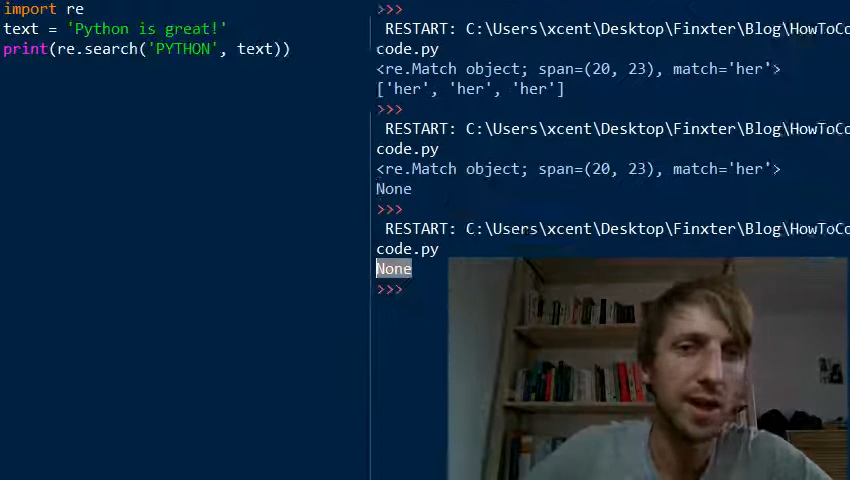 import re
text = 'Python is great!'
print(re.search('PYTHON', text))
>>>
RESTART: C:\Users\xcent\Desktop\Finxter\Blog\HowToCo
code.py
<re.Match object; span=(20, 23), match='her'>
['her', 'her', 'her']
>>>
RESTART: C:\Users\xcent\Desktop\Finxter\Blog\HowToCo
code.py
<re.Match object; span=(20, 23), match='her'>
None
>>>
RESTART: C:\Users\xcent\Desktop\Finxter\Blog\HowToCo
code.py
None
>>>